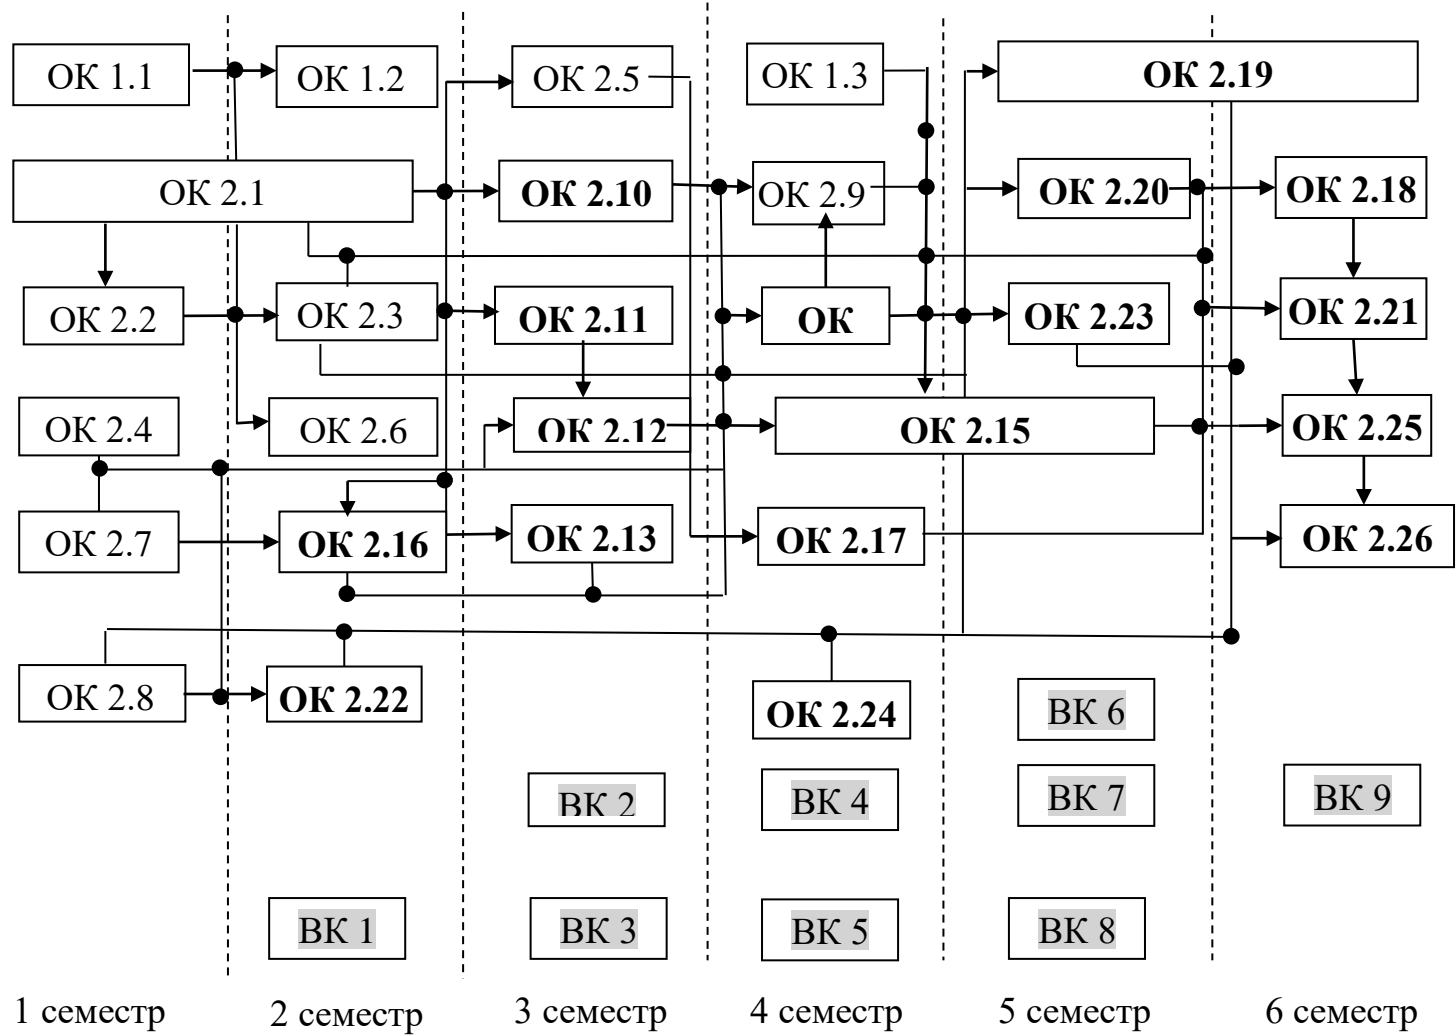 ОК 1.1
ОК 1.2
ОК 2.5
ОК 1.3
ОК 2.19
ОК 2.1
ОК 2.10
ОК 2.9
ОК 2.20
ОК 2.18
ОК 2.2
ОК 2.3
ОК 2.11
ОК
ОК 2.23
ОК 2.21
ОК 2.4
ОК 2.6
ОК 2.12
ОК 2.15
ОК 2.25
ОК 2.7
ОК 2.16
ОК 2.13
ОК 2.17
ОК 2.26
ОК 2.8
ОК 2.22
ОК 2.24
ВК 6
ВК 2
ВК 4
ВК 7
ВК 9
ВК 1
ВК 3
ВК 5
ВК 8
1 семестр
2 семестр
3 семестр
4 семестр
5 семестр
6 семестр